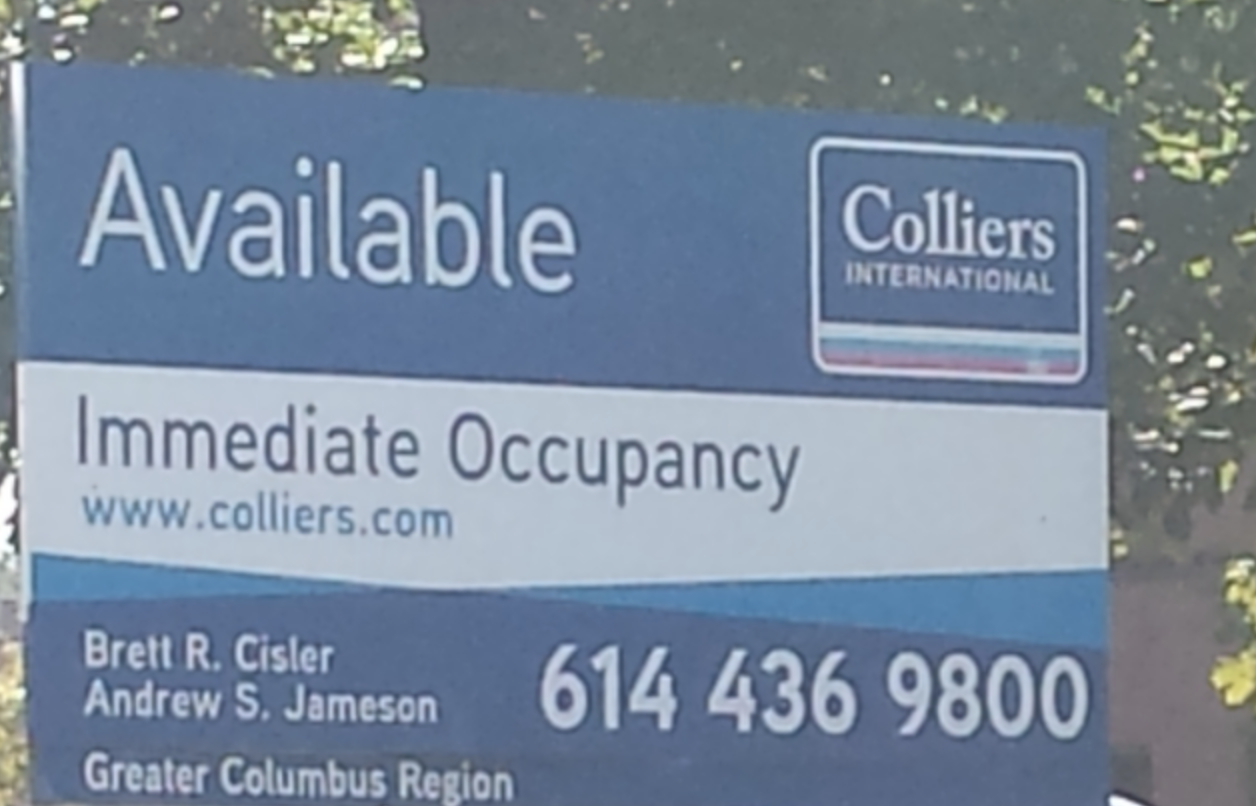 Available
Colliers
INTERNATIONAL
Immediate Occupancy
www.colliers.com
Brett R. Cisler
Andrew S. Jameson
614 436 9800
Greater Columbus Region